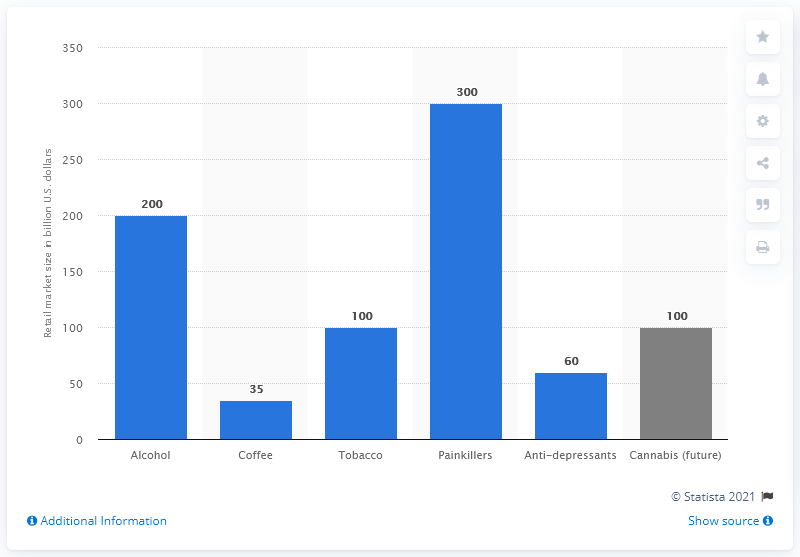 Retail market size in billion U.S. dollars
350
300
250
200
150
100
50
0
200
35
100
300
60
100
Alcohol
Coffee
Tobacco
Painkillers
Anti-depressants
Cannabis (future)
© Statista 2021
Additional Information
Show source